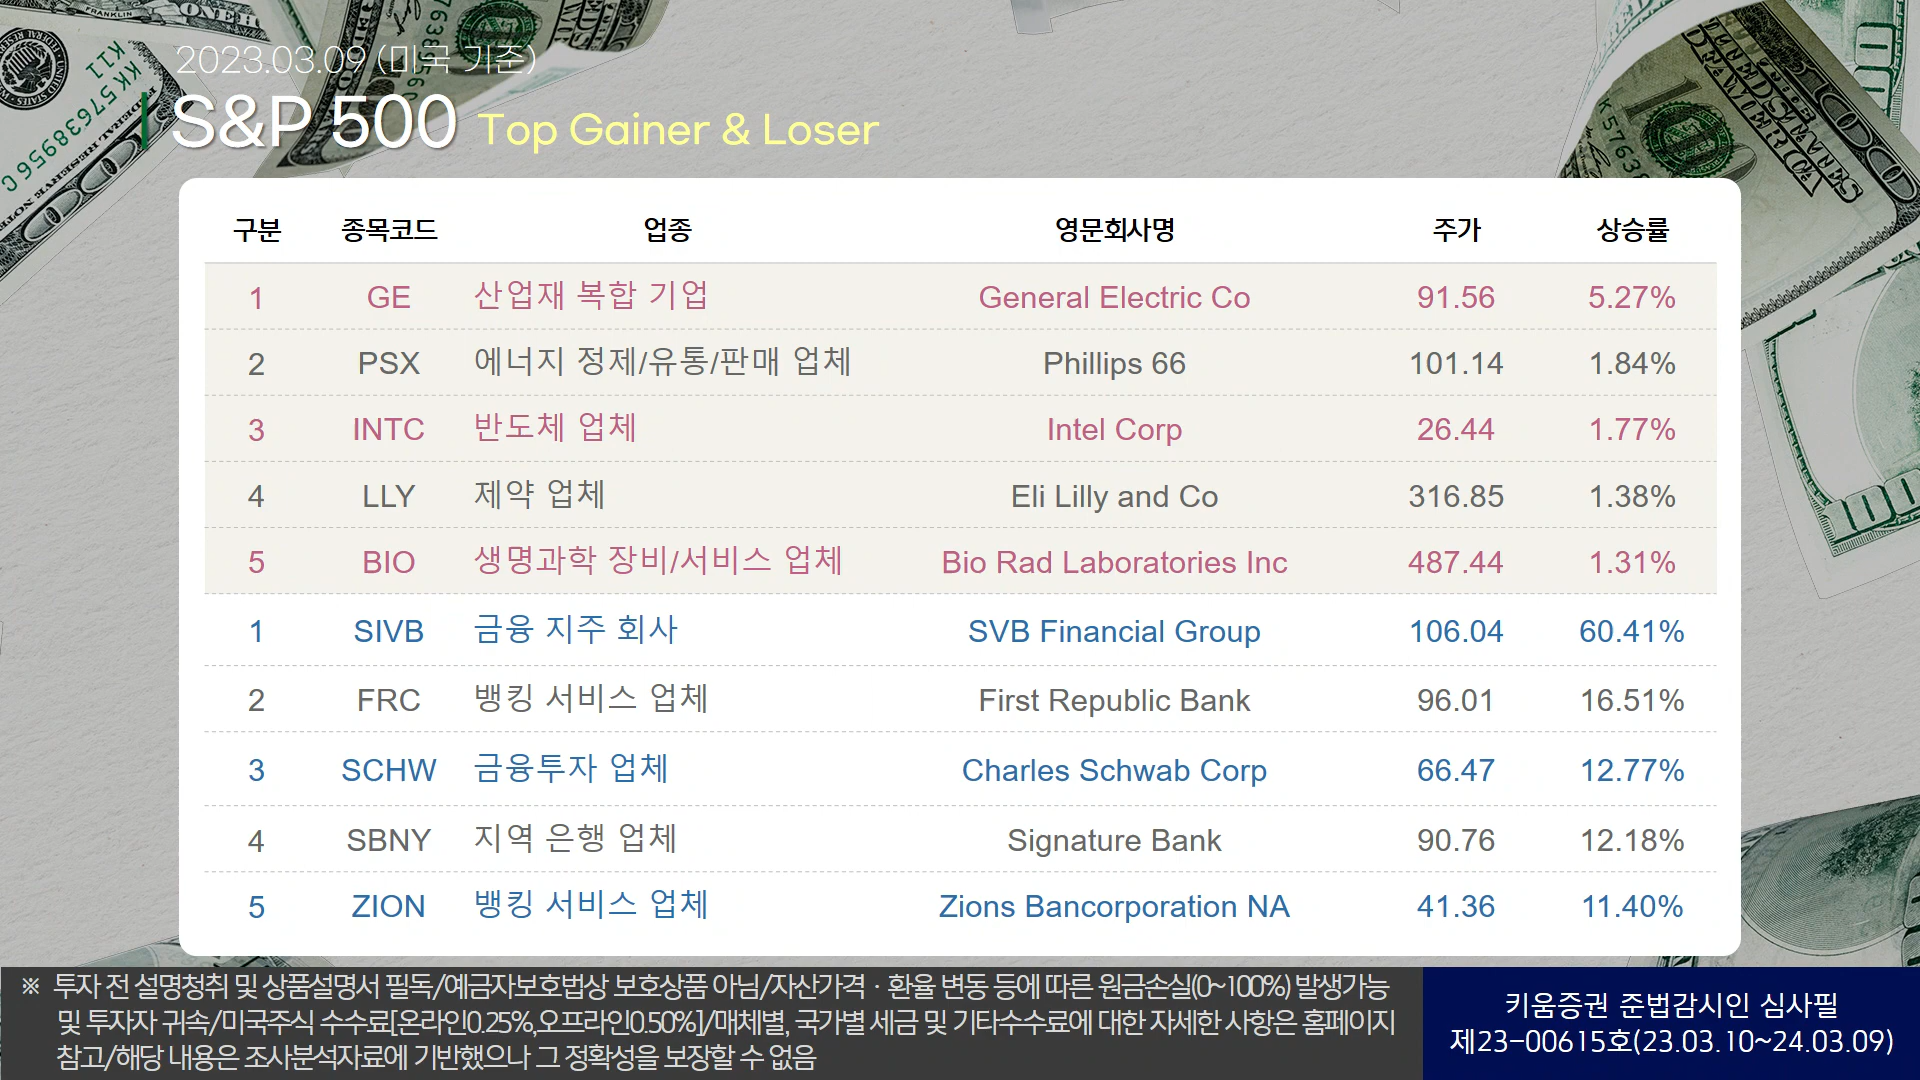 2023.03.09 (미국 기준)
S&P 500 Top Gainer & Loser
구분 종목코드 업종 영문회사명 주가 상승률
1 GE 산업재 복합 기업 General Electric Co 91.56 5.27%
2 PSX 에너지 정제/유통/판매 업체 Phillips 66 101.14 1.84%
3 INTC 반도체 업체 Intel Corp 26.44 1.77%
4 LLY 제약 업체 Eli Lilly and Co 316.85 1.38%
5 BIO 생명과학 장비/서비스 업체 Bio Rad Laboratories Inc 487.44 1.31%
1 SIVB 금융 지주 회사 SVB Financial Group 106.04 60.41%
2 FRC 뱅킹 서비스 업체 First Republic Bank 96.01 16.51%
3 SCHW 금융투자 업체 Charles Schwab Corp 66.47 12.77%
4 SBNY 지역 은행 업체 Signature Bank 90.76 12.18%
5 ZION 뱅킹 서비스 업체 Zions Bancorporation NA 41.36 11.40%
※ 투자 전 설명청취 및 상품설명서 필독/예금자보호법상 보호상품 아님/자산가격 · 환율 변동 등에 따른 원금손실(0~100%) 발생가능
및 투자자 귀속/미국주식 수수료[온라인0.25%,오프라인0.50%]/매체별, 국가별 세금 및 기타수수료에 대한 자세한 사항은 홈페이지
참고/해당 내용은 조사분석자료에 기반했으나 그 정확성을 보장할 수 없음
키움증권 준법감시인 심사필
제23-00615호(23.03.10~24.03.09)